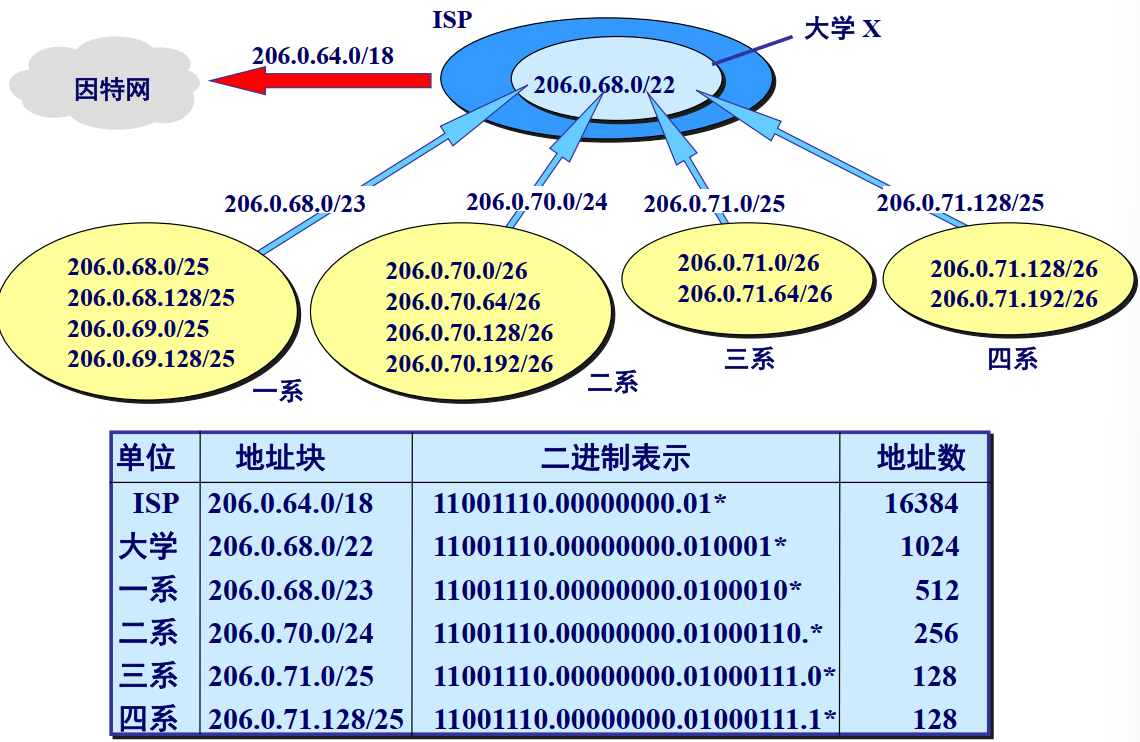 ISP
大学 X
206.0.64.0/18
因特网
206.0.68.0/22
206.0.68.0/23
206.0.70.0/24
206.0.71.0/25
206.0.71.128/25
206.0.68.0/25
206.0.68.128/25
206.0.69.0/25
206.0.69.128/25
一系
206.0.70.0/26
206.0.70.64/26
206.0.70.128/26
206.0.70.192/26
二系
206.0.71.0/26
206.0.71.64/26
三系
206.0.71.128/26
206.0.71.192/26
四系
单位 地址块 二进制表示 地址数
ISP 206.0.64.0/18 11001110.00000000.01* 16384
大学 206.0.68.0/22 11001110.00000000.010001* 1024
一系 206.0.68.0/23 11001110.00000000.0100010* 512
二系 206.0.70.0/24 11001110.00000000.01000110.* 256
三系 206.0.71.0/25 11001110.00000000.01000111.0* 128
四系 206.0.71.128/25 11001110.00000000.01000111.1* 128